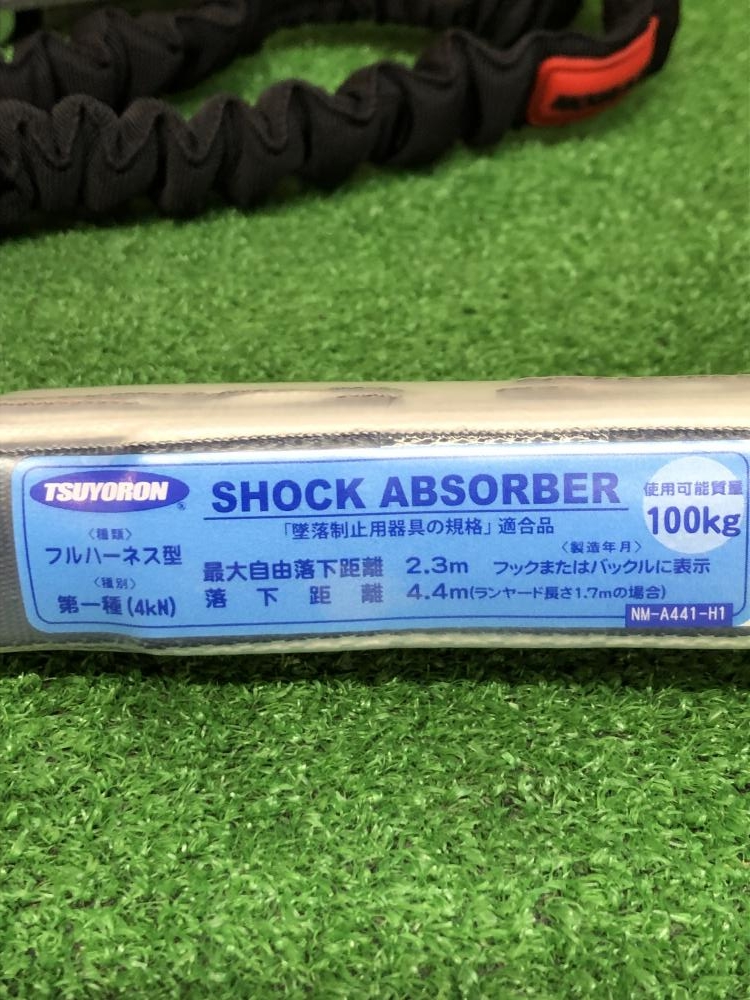 TSUYORON
SHOCK ABSORBER
使用可能質量
100kg
「墜落制止用器具の規格」適合品
〈種類〉
フルハーネス型
〈種別〉
第一種(4kN)
最大自由落下距離 2.3m
落下距離 4.4m(ランヤード長さ1.7mの場合)
〈製造年月〉
フックまたはバックルに表示
NM-A441-H1